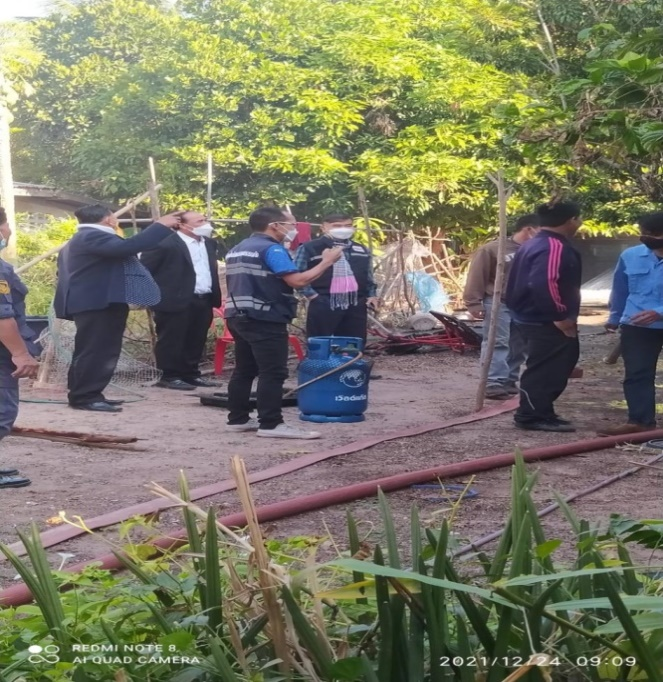 REDMI NOTE 8
AI QUAD CAMERA
2021/12/24 09:09